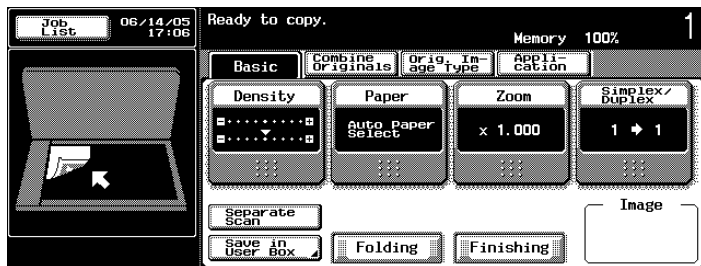 Job
List
06/14/05
17:06
Ready to copy.
Memory 100%
1
Basic
Combine
Originals
Orig. Im-
age Type
Appli-
cation
Density
Paper
Auto Paper
Select
Zoom
× 1.000
Simplex/
Duplex
1 ➔ 1
Separate
Scan
Save in
User Box
Folding
Finishing
Image